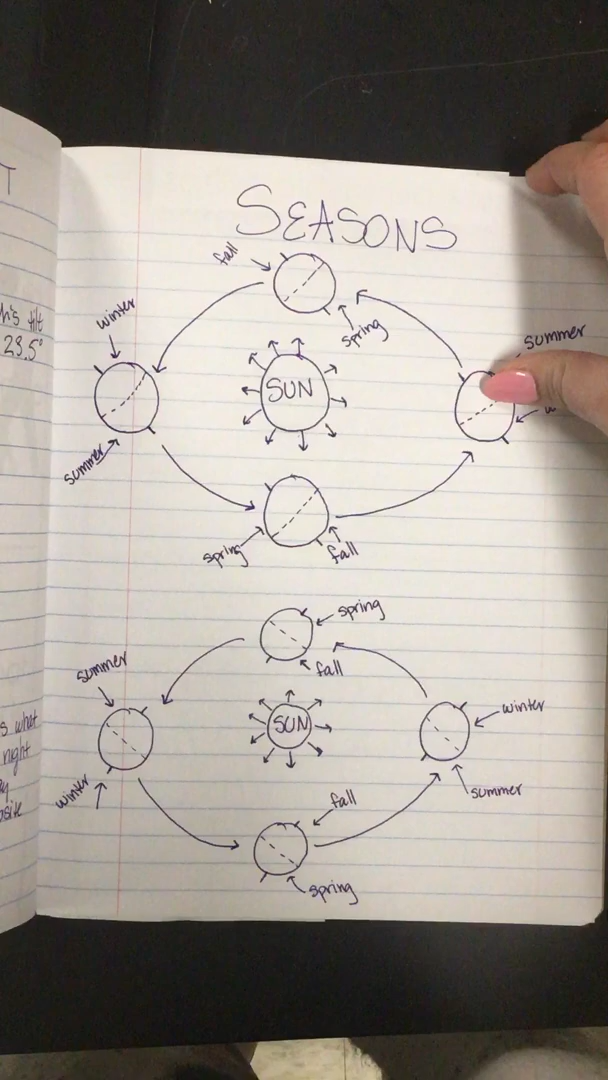 T
h's tilt
23.5°
s what
night
SEASONS
fall
spring
winter
summer
SUN
summer
w
spring
fall
spring
fall
summer
winter
SUN
winter
summer
fall
spring